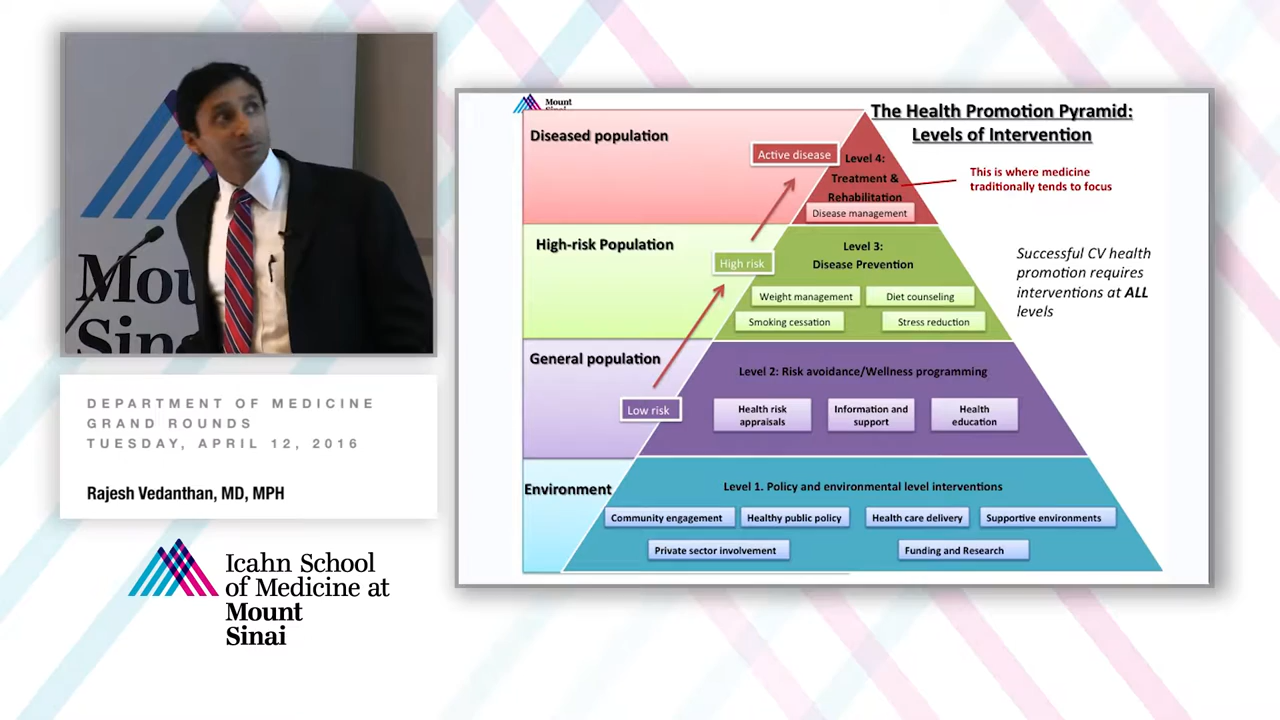 Mou
Sin
DEPARTMENT OF MEDICINE
GRAND ROUNDS
TUESDAY, APRIL 12, 2016
Rajesh Vedanthan, MD, MPH
Icahn School
of Medicine at
Mount
Sinai
Mount
Sinai
The Health Promotion Pyramid:
Levels of Intervention
Diseased population
Active disease
Level 4:
Treatment &
Rehabilitation
Disease management
This is where medicine
traditionally tends to focus
High-risk Population
High risk
Level 3:
Disease Prevention
Weight management
Diet counseling
Smoking cessation
Stress reduction
Successful CV health
promotion requires
interventions at ALL
levels
General population
Low risk
Level 2: Risk avoidance/Wellness programming
Health risk
appraisals
Information and
support
Health
education
Environment
Level 1. Policy and environmental level interventions
Community engagement
Healthy public policy
Health care delivery
Supportive environments
Private sector involvement
Funding and Research